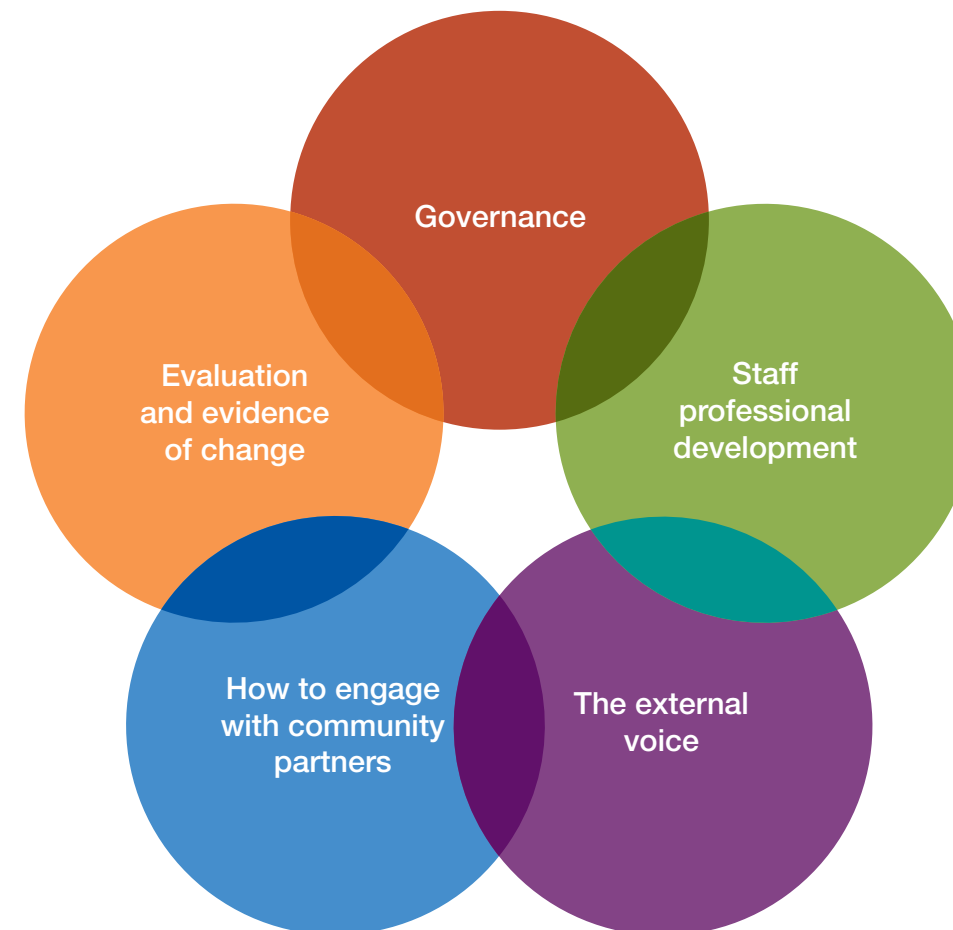 Governance
Evaluation
and evidence
of change
Staff
professional
development
How to engage
with community
partners
The external
voice